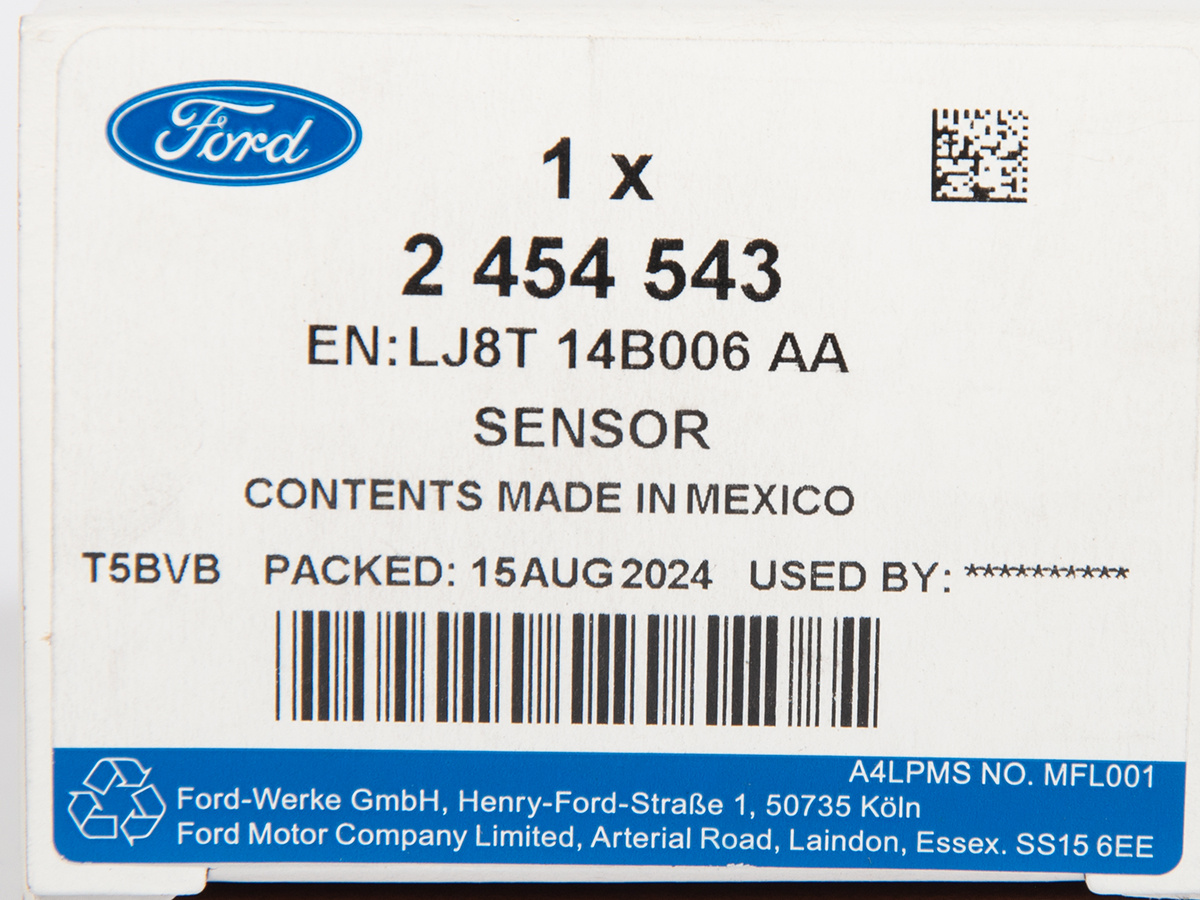 Ford
1 x
2 454 543
EN: LJ8T 14B006 AA
SENSOR
CONTENTS MADE IN MEXICO
T5BVB PACKED: 15AUG2024 USED BY: **********
A4LPMS NO. MFL001
Ford-Werke GmbH, Henry-Ford-Straße 1, 50735 Köln
Ford Motor Company Limited, Arterial Road, Laindon, Essex. SS15 6EE